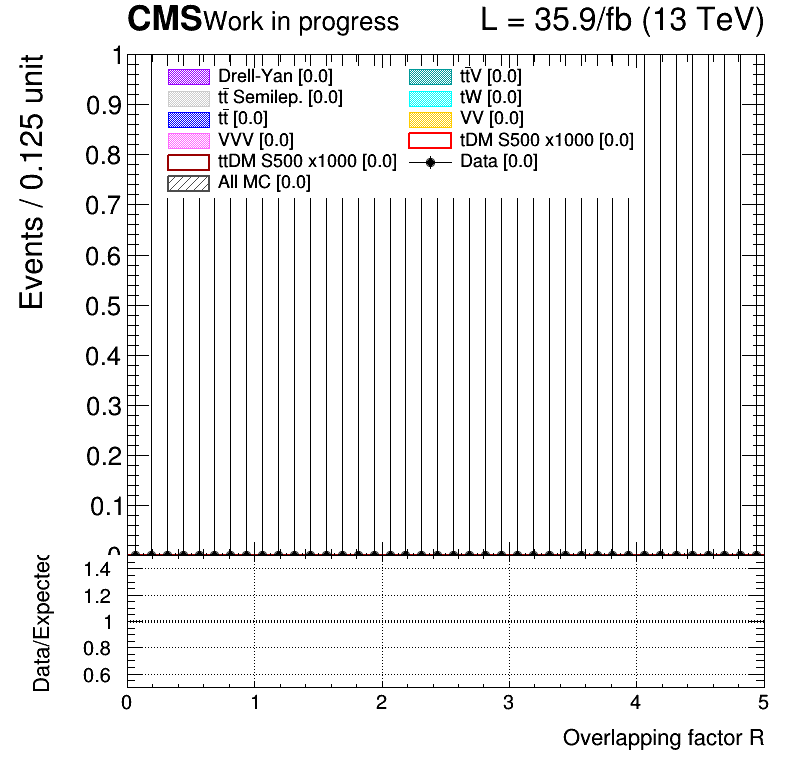 CMS Work in progress L = 35.9/fb (13 TeV)
Events / 0.125 unit
1
0.9
0.8
0.7
0.6
0.5
0.4
0.3
0.2
0.1
0
Drell-Yan [0.0]
tt̄V [0.0]
tt̄ Semilep. [0.0]
tW [0.0]
tt̄ [0.0]
VV [0.0]
VVV [0.0]
tDM S500 x1000 [0.0]
ttDM S500 x1000 [0.0]
Data [0.0]
All MC [0.0]
Data/Expected
1.4
1.2
1
0.8
0.6
0 1 2 3 4 5
Overlapping factor R